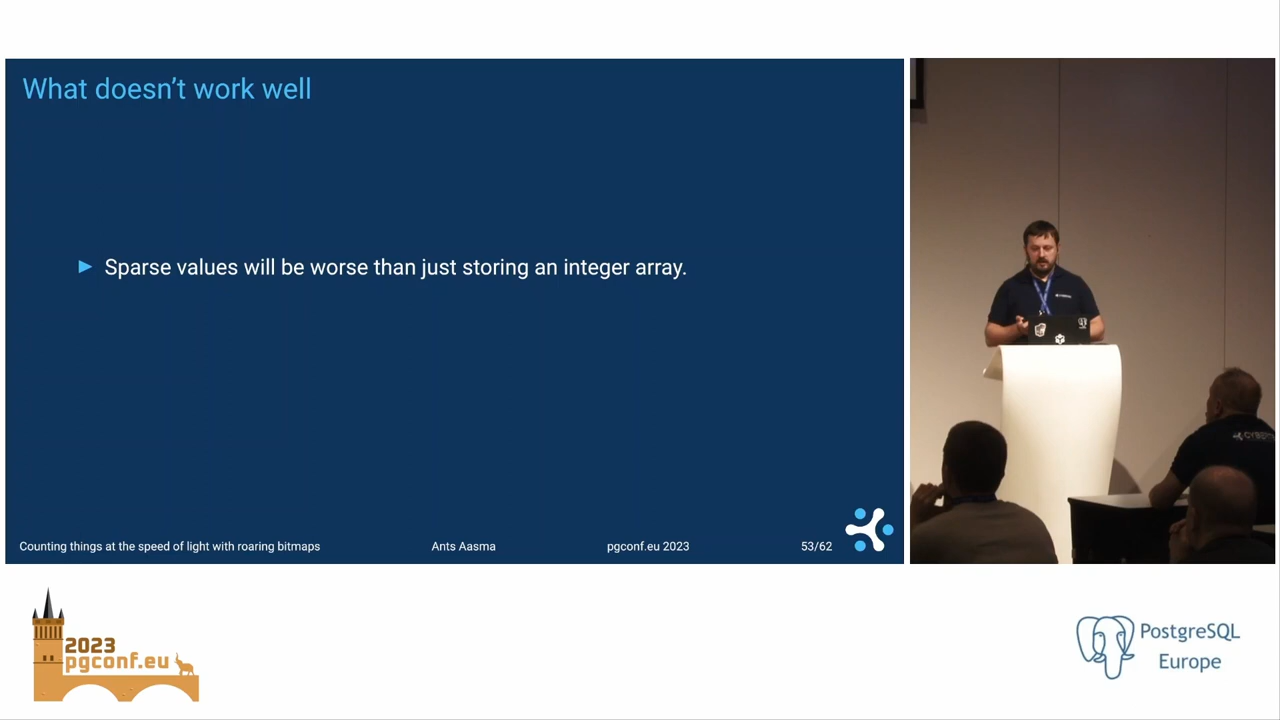 What doesn't work well
Sparse values will be worse than just storing an integer array.
Counting things at the speed of light with roaring bitmaps
Ants Aasma
pgconf.eu 2023
53/62
2023
pgconf.eu
PostgreSQL
Europe